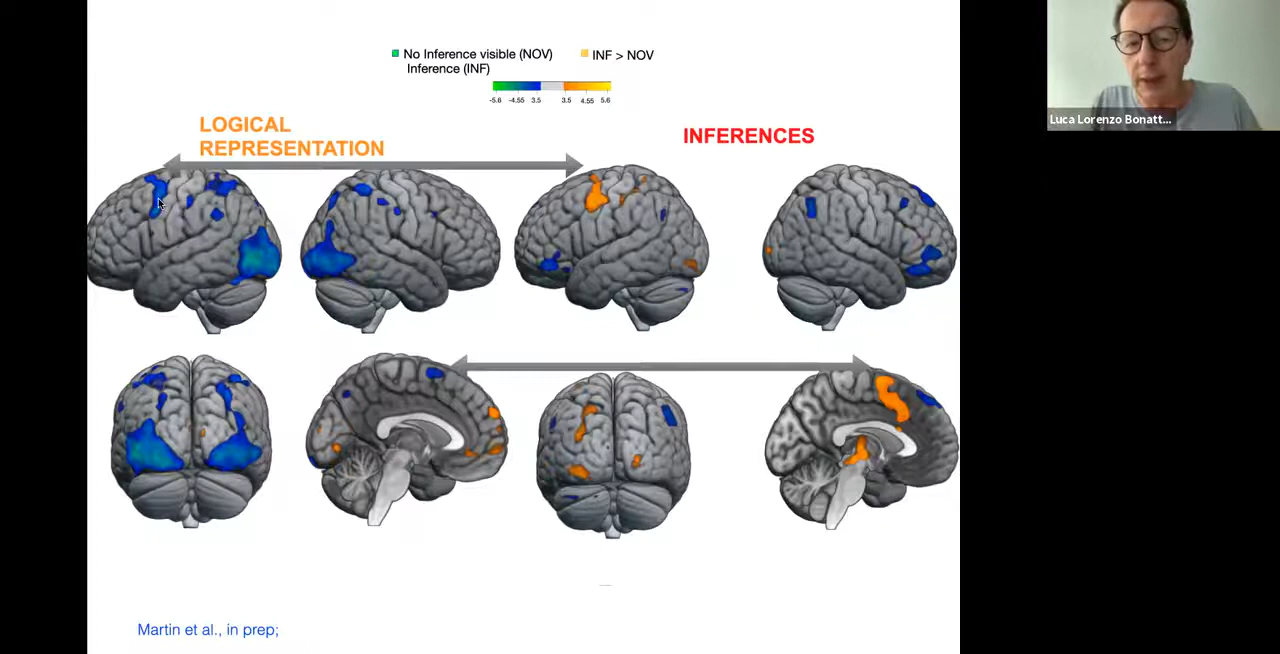 No Inference visible (NOV)
INF > NOV
Inference (INF)
-5.6 -4.55 3.5 3.5 4.55 5.6
LOGICAL
REPRESENTATION
INFERENCES
Luca Lorenzo Bonatt...
Martin et al., in prep;